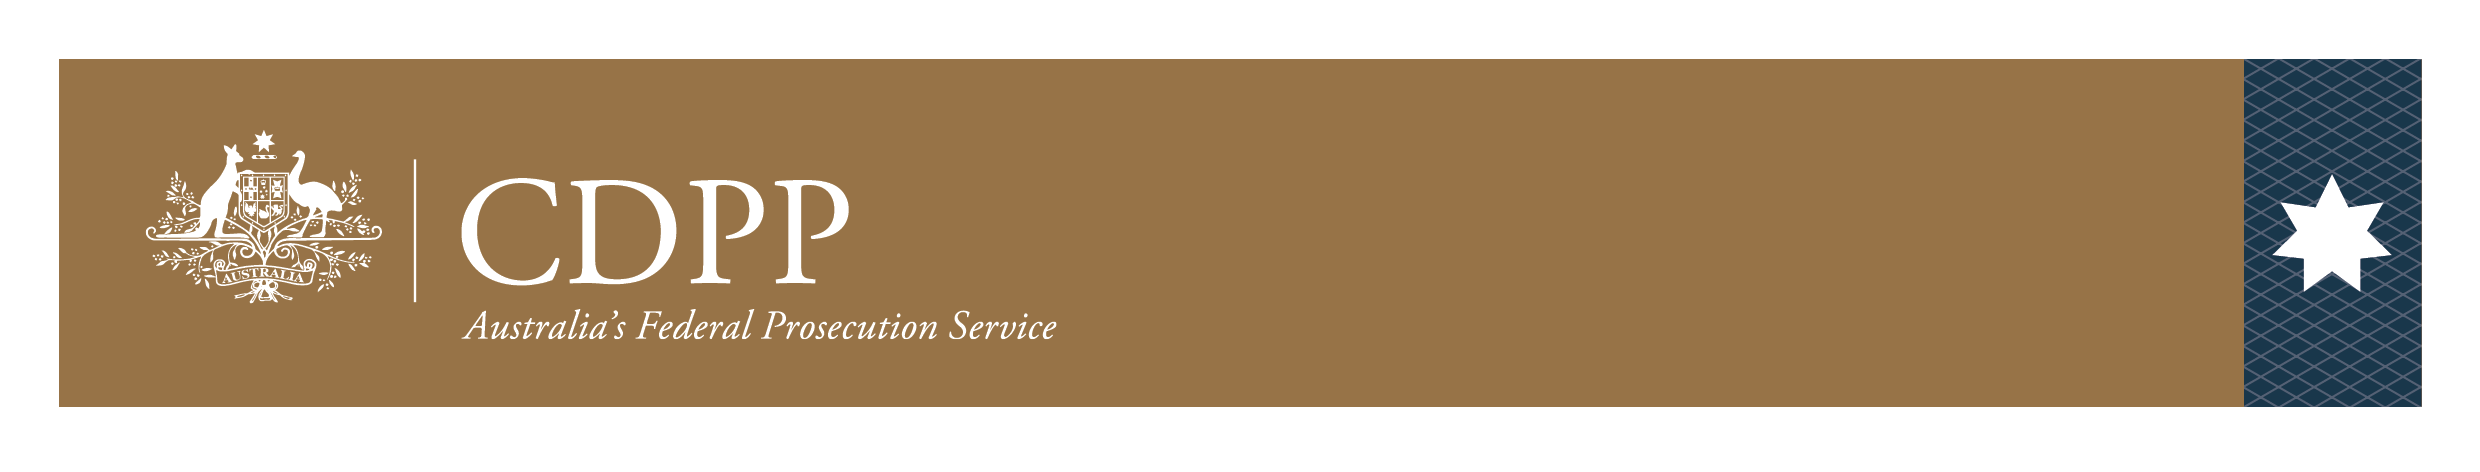 AUSTRALIA
CDPP
Australia’s Federal Prosecution Service